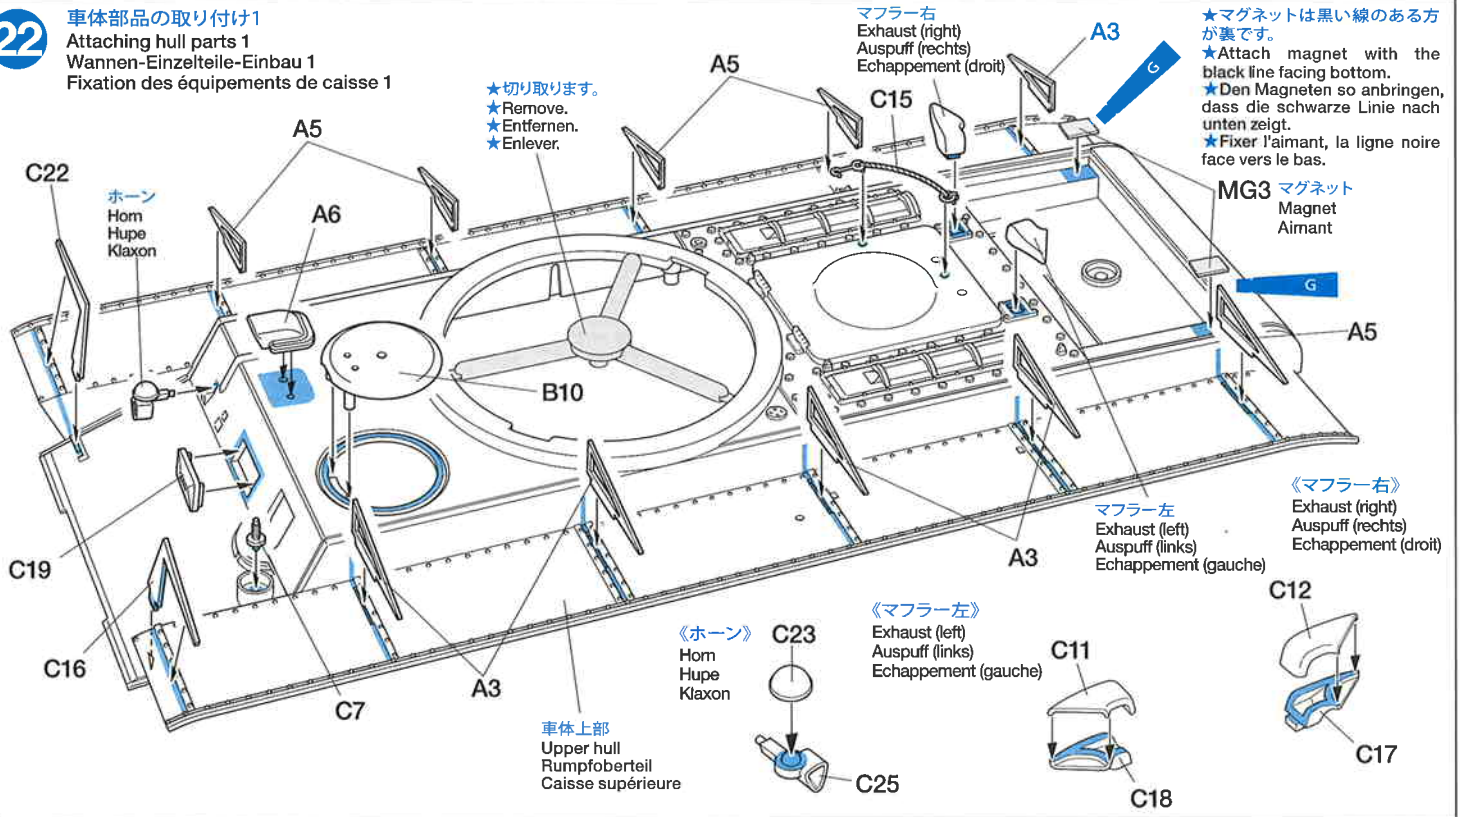 22
車体部品の取り付け1
Attaching hull parts 1
Wannen-Einzelteile-Einbau 1
Fixation des équipements de caisse 1
★切り取ります。
★Remove.
★Entfernen.
★Enlever.
マフラー右
Exhaust (right)
Auspuff (rechts)
Echappement (droit)
A3
G
★マグネットは黒い線のある方
が裏です。
★Attach magnet with the
black line facing bottom.
★Den Magneten so anbringen,
dass die schwarze Linie nach
unten zeigt.
★Fixer l'aimant, la ligne noire
face vers le bas.
A5
A5
C15
C22
ホーン
Horn
Hupe
Klaxon
A6
MG3
マグネット
Magnet
Aimant
G
A5
B10
C19
C16
C7
A3
A3
マフラー左
Exhaust (left)
Auspuff (links)
Echappement (gauche)
車体上部
Upper hull
Rumpfoberteil
Caisse supérieure
《ホーン》
Horn
Hupe
Klaxon
C23
C25
《マフラー左》
Exhaust (left)
Auspuff (links)
Echappement (gauche)
C11
C18
《マフラー右》
Exhaust (right)
Auspuff (rechts)
Echappement (droit)
C12
C17